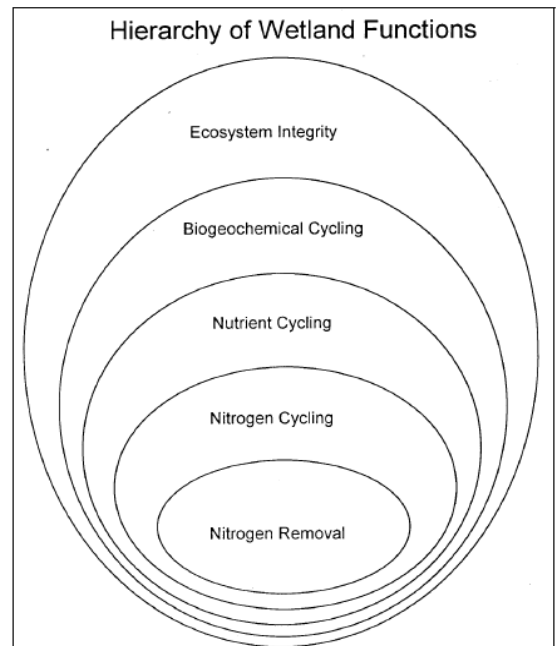 Hierarchy of Wetland Functions
Ecosystem Integrity
Biogeochemical Cycling
Nutrient Cycling
Nitrogen Cycling
Nitrogen Removal